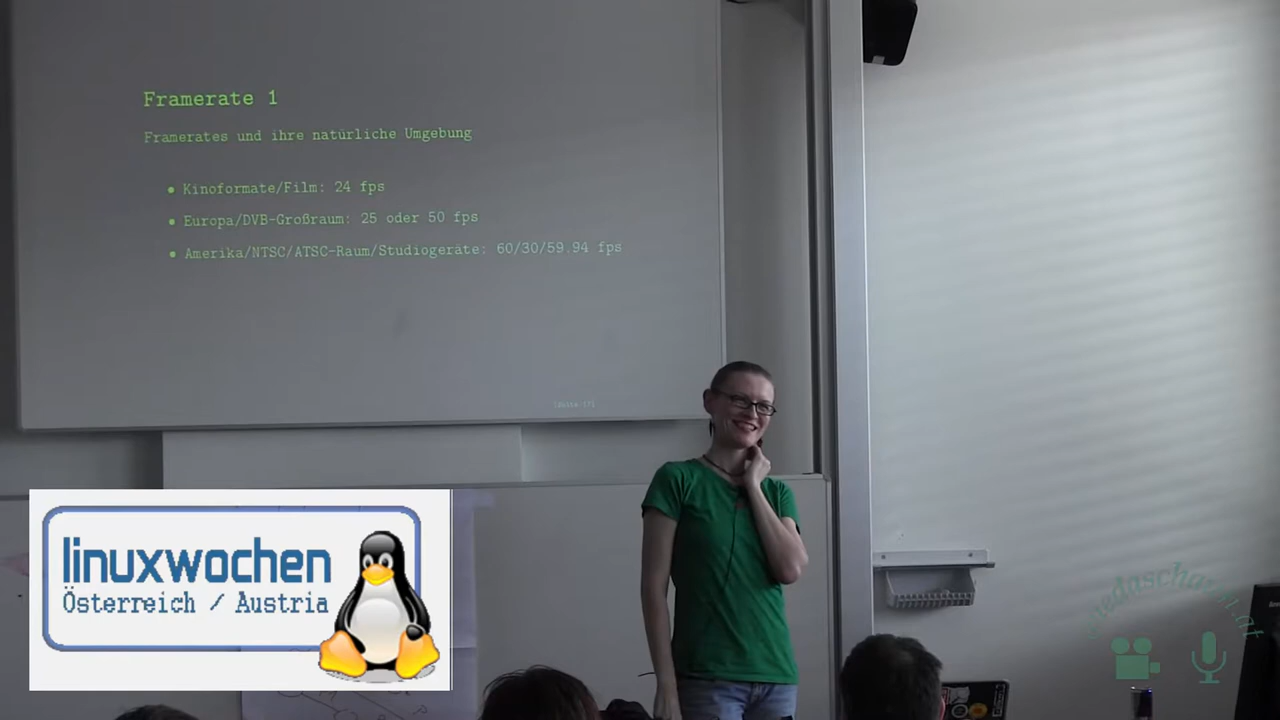 Framerate 1
Framerates und ihre natürliche Umgebung
• Kinoformate/Film: 24 fps
• Europa/DVB-Großraum: 25 oder 50 fps
• Amerika/NTSC/ATSC-Raum/Studiogeräte: 60/30/59.94 fps
linuxwochen
Österreich / Austria